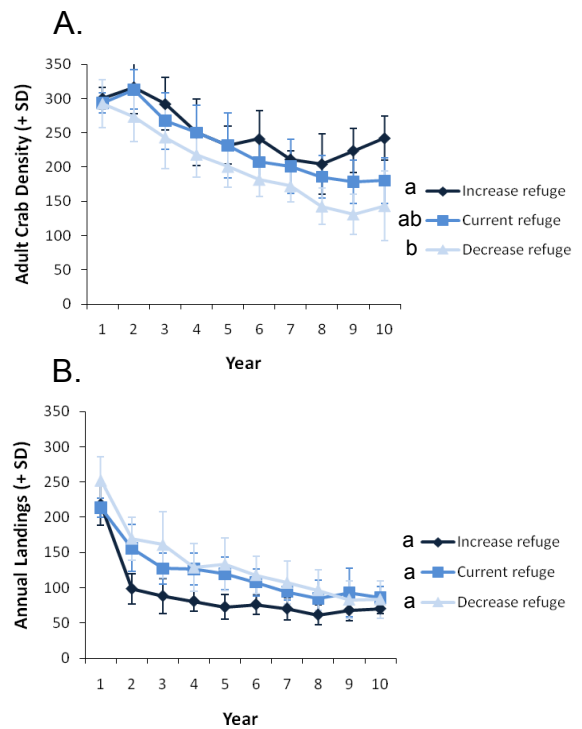 A.
Adult Crab Density (+ SD)
350
300
250
200
150
100
50
0
1 2 3 4 5 6 7 8 9 10
Year
a Increase refuge
ab Current refuge
b Decrease refuge
B.
Annual Landings (+ SD)
350
300
250
200
150
100
50
0
1 2 3 4 5 6 7 8 9 10
Year
a Increase refuge
a Current refuge
a Decrease refuge